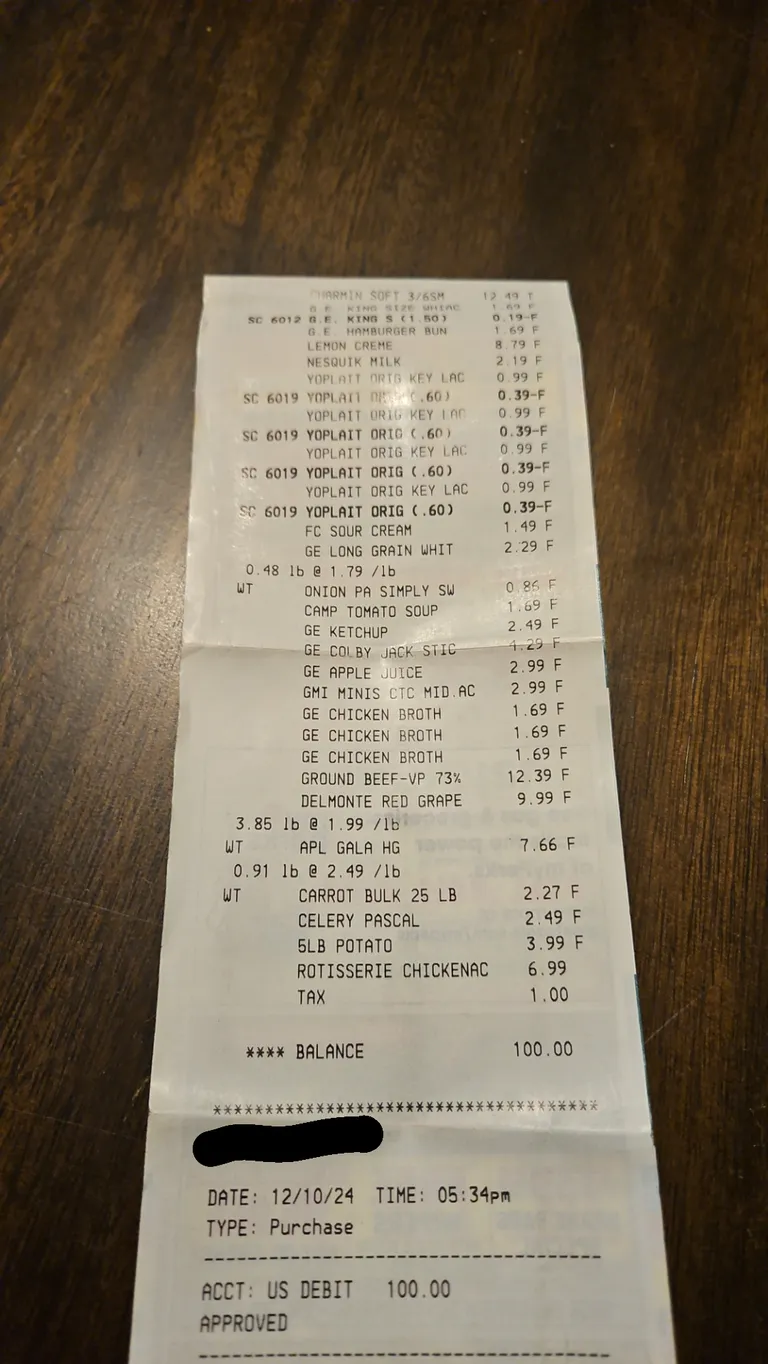 CHARMIN SOFT 3/6SM 12.49 T
G.E. KING SIZE WHIAC 1.69 F
SC 6012 G.E. KING S (1.50) 0.19-F
G.E. HAMBURGER BUN 1.69 F
LEMON CREME 8.79 F
NESQUIK MILK 2.19 F
YOPLAIT ORIG KEY LAC 0.99 F
SC 6019 YOPLAIT ORIG (.60) 0.39-F
YOPLAIT ORIG KEY LAC 0.99 F
SC 6019 YOPLAIT ORIG (.60) 0.39-F
YOPLAIT ORIG KEY LAC 0.99 F
SC 6019 YOPLAIT ORIG (.60) 0.39-F
YOPLAIT ORIG KEY LAC 0.99 F
SC 6019 YOPLAIT ORIG (.60) 0.39-F
FC SOUR CREAM 1.49 F
GE LONG GRAIN WHIT 2.29 F
0.48 lb @ 1.79 /lb
WT ONION PA SIMPLY SW 0.86 F
CAMP TOMATO SOUP 1.69 F
GE KETCHUP 2.49 F
GE COLBY JACK STIC 4.29 F
GE APPLE JUICE 2.99 F
GMI MINIS CTC MID.AC 2.99 F
GE CHICKEN BROTH 1.69 F
GE CHICKEN BROTH 1.69 F
GE CHICKEN BROTH 1.69 F
GROUND BEEF-VP 73% 12.39 F
DELMONTE RED GRAPE 9.99 F
3.85 lb @ 1.99 /lb
WT APL GALA HG 7.66 F
0.91 lb @ 2.49 /lb
WT CARROT BULK 25 LB 2.27 F
CELERY PASCAL 2.49 F
5LB POTATO 3.99 F
ROTISSERIE CHICKENAC 6.99
TAX 1.00
**** BALANCE 100.00
*************************************
DATE: 12/10/24 TIME: 05:34pm
TYPE: Purchase
----------------------------------------
ACCT: US DEBIT 100.00
APPROVED
----------------------------------------